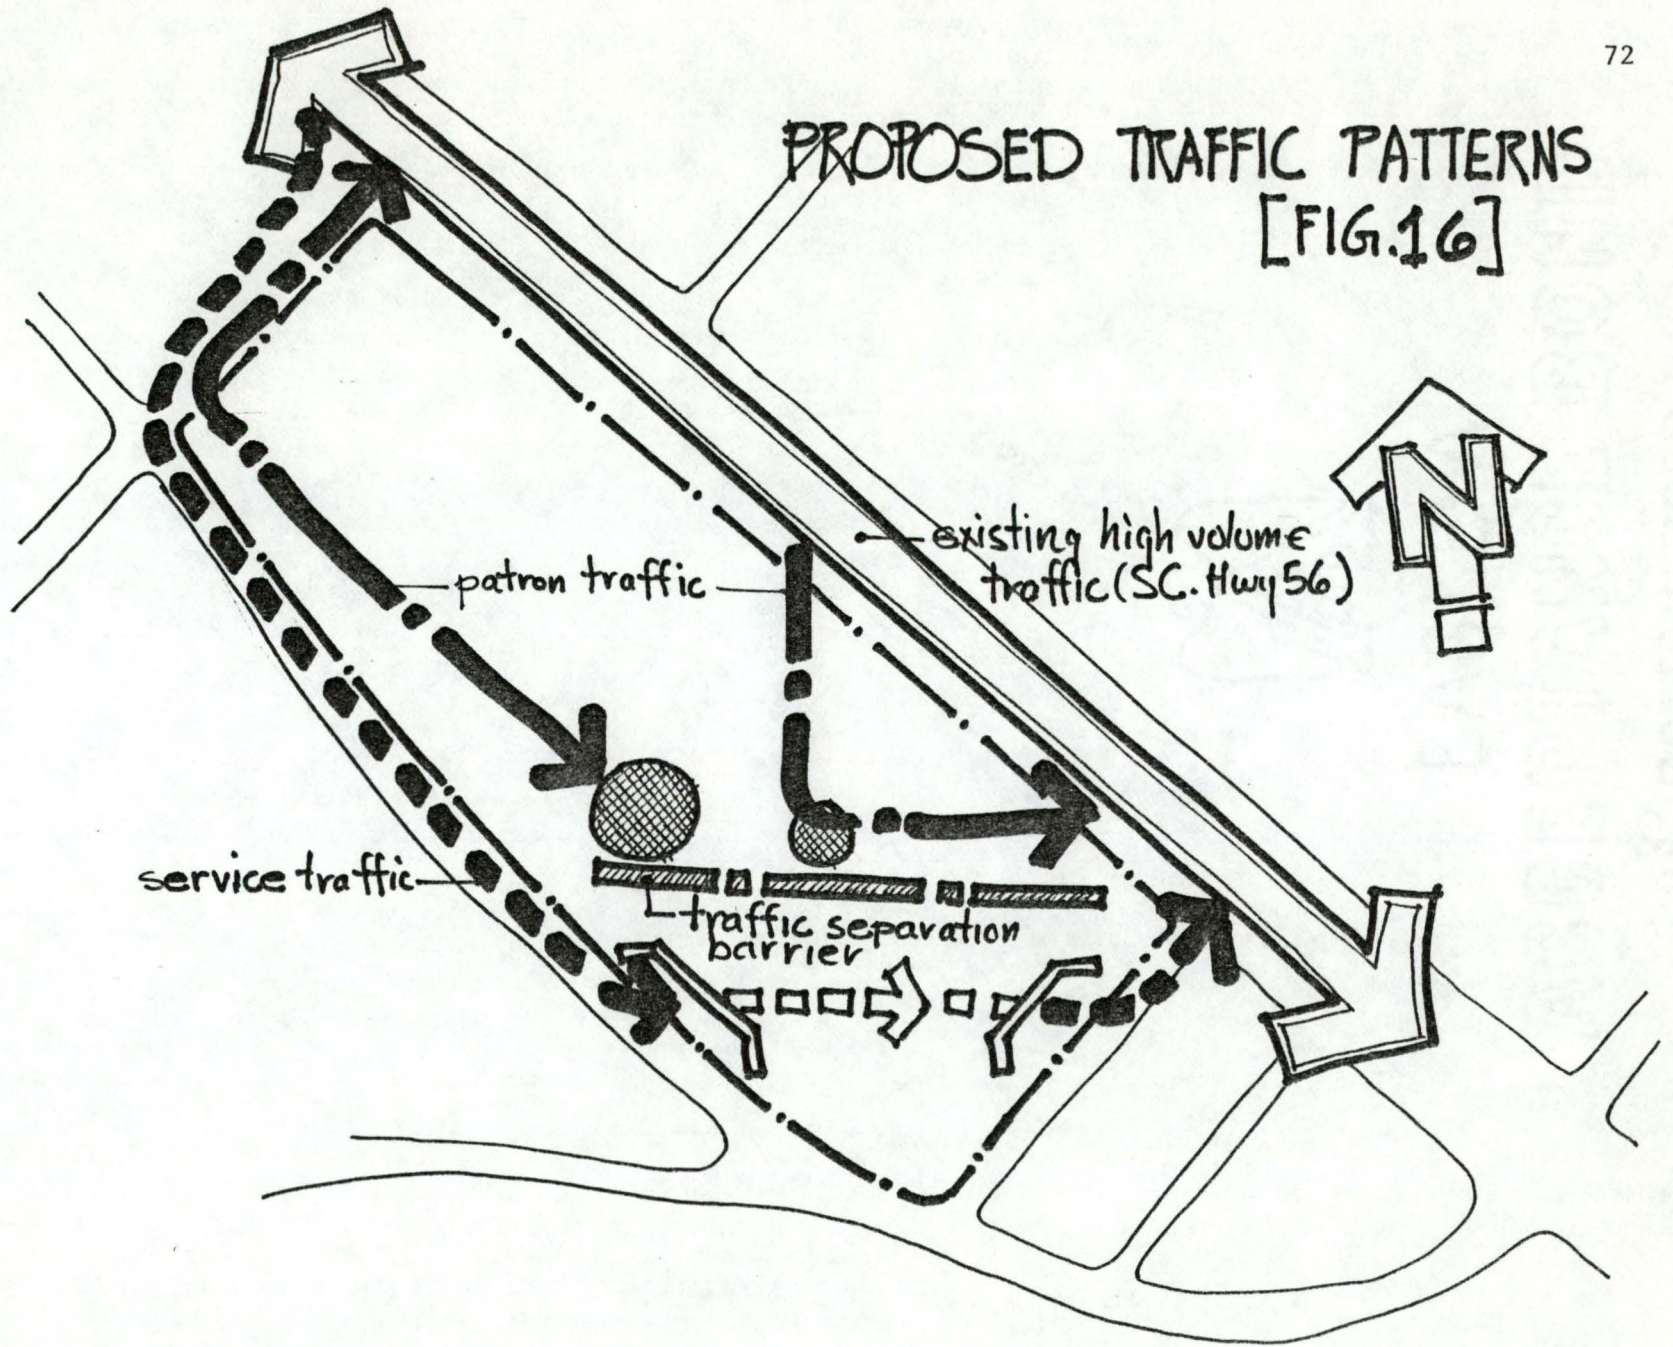 72
PROPOSED TRAFFIC PATTERNS
[FIG.16]
N
existing high volume
traffic (SC. Hwy 56)
patron traffic
service traffic
traffic separation
barrier